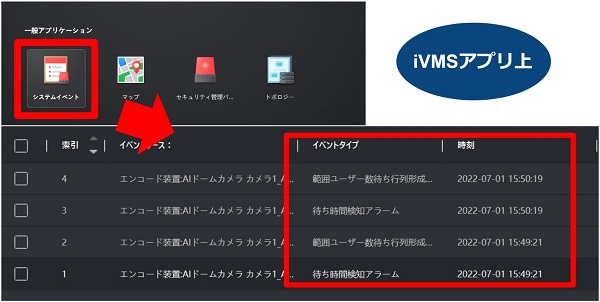 一般アプリケーション
システムイベント
マップ
セキュリティ管理パ...
トポロジー
iVMSアプリ上
索引
イベン ース：
イベントタイプ
時刻
4 エンコード装置:AIドームカメラ カメラ1_A... 範囲ユーザー数待ち行列形成... 2022-07-01 15:50:19
3 エンコード装置:AIドームカメラ カメラ1_A... 待ち時間検知アラーム 2022-07-01 15:50:19
2 エンコード装置:AIドームカメラ カメラ1_A... 範囲ユーザー数待ち行列形成... 2022-07-01 15:49:21
1 エンコード装置:AIドームカメラ カメラ1_A... 待ち時間検知アラーム 2022-07-01 15:49:21